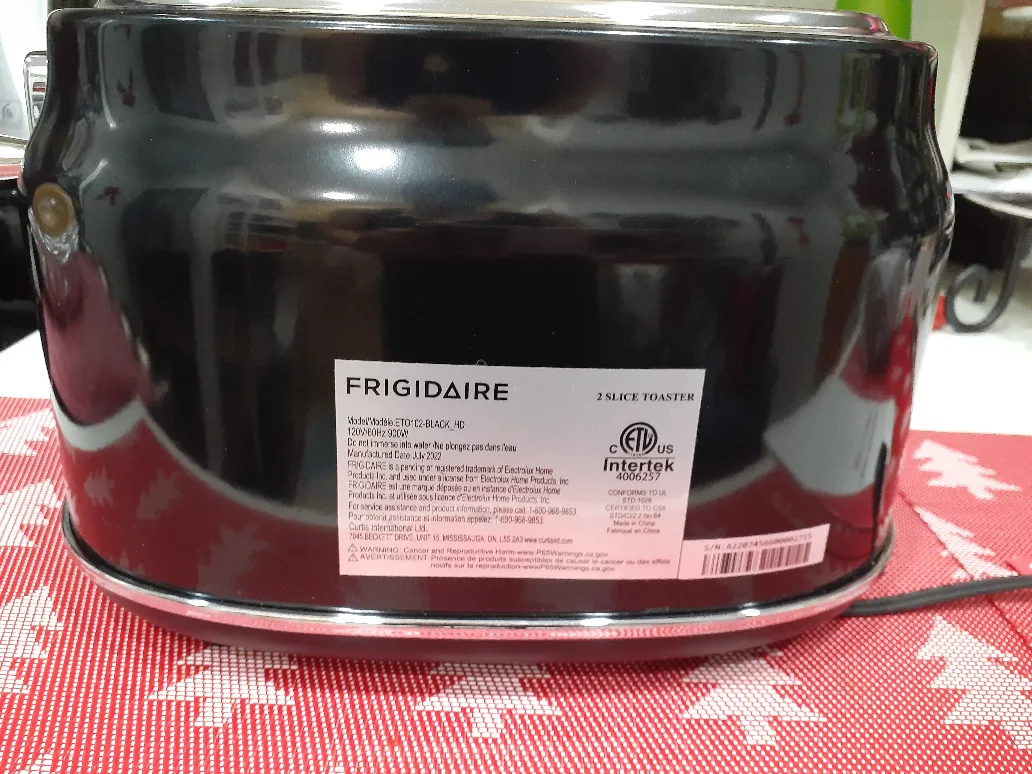 FRIGIDAIRE
2 SLICE TOASTER
Model/Modèle:ETO102-BLACK_HD
120V/60Hz 900W
Do not immerse into water/Ne plongez pas dans l'eau
Manufactured Date July 2022
FRIGIDAIRE is a pending or registered trademark of Electrolux Home
Products Inc. and used under a license from Electrolux Home Products, Inc.
FRIGIDAIRE est une marque déposée ou en instance d'Electrolux Home
Products Inc. et utilisée sous licence d'Electrolux Home Products, Inc.
For service assistance and product information, please call: 1-800-968-9853.
Pour obtenir assistance et information appelez: 1-800-968-9853.
Curtis International Ltd.
7045 BECKETT DRIVE, UNIT 15, MISSISSAUGA, ON, L5S 2A3 www.curtisint.com
WARNING: Cancer and Reproductive Harm-www.P65Warnings.ca.gov
AVERTISSEMENT: Présence de produits susceptibles de causer le cancer ou des effets
nocifs sur la reproduction-www.P65Warnings.ca.gov
C ETL US
Intertek
4006257
CONFORMS TO UL
STD.1026
CERTIFIED TO CSA
STD/C22.2 No.64
Made in China
Fabriqué en China
S/N: